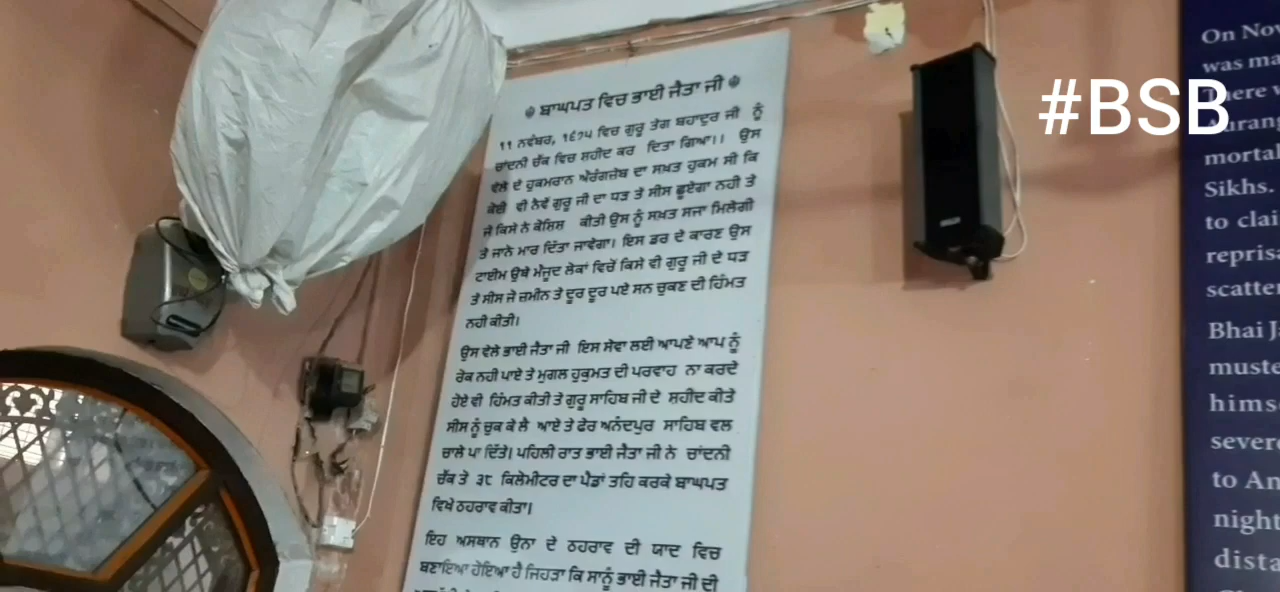 ☬ ਬਾਘਪਤ ਵਿਚ ਭਾਈ ਜੈਤਾ ਜੀ ☬
੧੧ ਨਵੰਬਰ, ੧੬੭੫ ਵਿਚ ਗੁਰੂ ਤੇਗ ਬਹਾਦੁਰ ਜੀ ਨੂੰ
ਚਾਂਦਨੀ ਚੱਕ ਵਿਚ ਸ਼ਹੀਦ ਕਰ ਦਿਤਾ ਗਿਆ।। ਉਸ
ਵੇਲੇ ਦੇ ਹੁਕਮਰਾਨ ਔਰੰਗਜ਼ੇਬ ਦਾ ਸਖ਼ਤ ਹੁਕਮ ਸੀ ਕਿ
ਕੋਈ ਵੀ ਨੈਵੇਂ ਗੁਰੂ ਜੀ ਦਾ ਧੜ ਤੇ ਸੀਸ ਛੂਏਗਾ ਨਹੀ ਤੇ
ਜੇ ਕਿਸੇ ਨੇ ਕੋਸ਼ਿਸ਼ ਕੀਤੀ ਉਸ ਨੂੰ ਸਖ਼ਤ ਸਜਾ ਮਿਲੇਗੀ
ਤੇ ਜਾਨੋ ਮਾਰ ਦਿੱਤਾ ਜਾਵੇਗਾ। ਇਸ ਡਰ ਦੇ ਕਾਰਣ ਉਸ
ਟਾਈਮ ਉਥੇ ਮੌਜੂਦ ਲੋਕਾਂ ਵਿਚੋਂ ਕਿਸੇ ਵੀ ਗੁਰੂ ਜੀ ਦੇ ਧੜ
ਤੇ ਸੀਸ ਜੇ ਜ਼ਮੀਨ ਤੇ ਦੂਰ ਦੂਰ ਪਏ ਸਨ ਚੁਕਣ ਦੀ ਹਿੰਮਤ
ਨਹੀ ਕੀਤੀ।
ਉਸ ਵੇਲੇ ਭਾਈ ਜੈਤਾ ਜੀ ਇਸ ਸੇਵਾ ਲਈ ਆਪਣੇ ਆਪ ਨੂੰ
ਰੋਕ ਨਹੀ ਪਾਏ ਤੇ ਮੁਗਲ ਹੁਕੂਮਤ ਦੀ ਪਰਵਾਹ ਨਾ ਕਰਦੇ
ਹੋਏ ਵੀ ਹਿੰਮਤ ਕੀਤੀ ਤੇ ਗੁਰੂ ਸਾਹਿਬ ਜੀ ਦੇ ਸ਼ਹੀਦ ਕੀਤੇ
ਸੀਸ ਨੂੰ ਚੁਕ ਕੇ ਲੈ ਆਏ ਤੇ ਫੇਰ ਅਨੰਦਪੁਰ ਸਾਹਿਬ ਵਲ
ਚਾਲੇ ਪਾ ਦਿੱਤੇ। ਪਹਿਲੀ ਰਾਤ ਭਾਈ ਜੈਤਾ ਜੀ ਨੇ ਚਾਂਦਨੀ
ਚੱਕ ਤੇ ੩੮ ਕਿਲੋਮੀਟਰ ਦਾ ਪੈਡਾਂ ਤਹਿ ਕਰਕੇ ਬਾਘਪਤ
ਵਿਖੇ ਠਹਰਾਵ ਕੀਤਾ।
ਇਹ ਅਸਥਾਨ ਉਨਾ ਦੇ ਠਹਰਾਵ ਦੀ ਯਾਦ ਵਿਚ
ਬਣਾਇਆ ਹੋਇਆ ਹੈ ਜਿਹੜਾ ਕਿ ਸਾਨੂੰ ਭਾਈ ਜੈਤਾ ਜੀ ਦੀ
#BSB
On Nov
was ma
There w
Aurang
mortal
Sikhs.
to clai
reprisa
scatter
Bhai J
muste
hims
severe
to An
night
dista